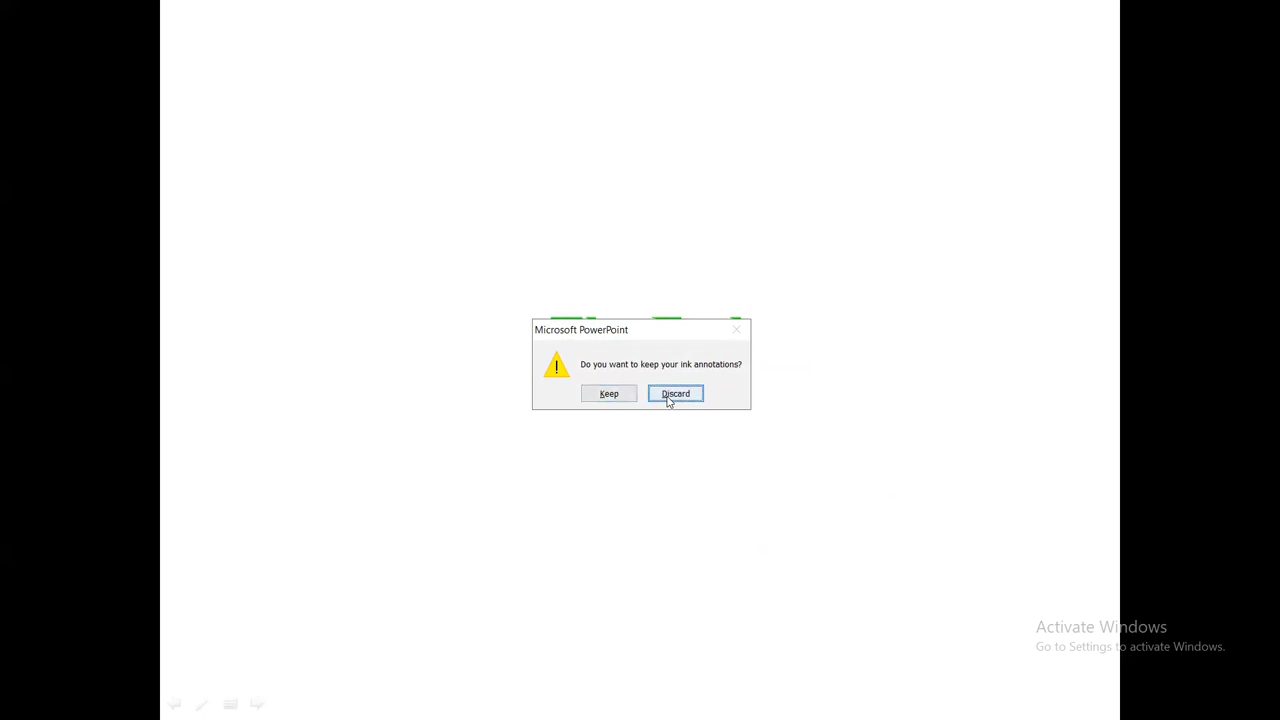 Microsoft PowerPoint
Do you want to keep your ink annotations?
Keep
Discard
Activate Windows
Go to Settings to activate Windows.